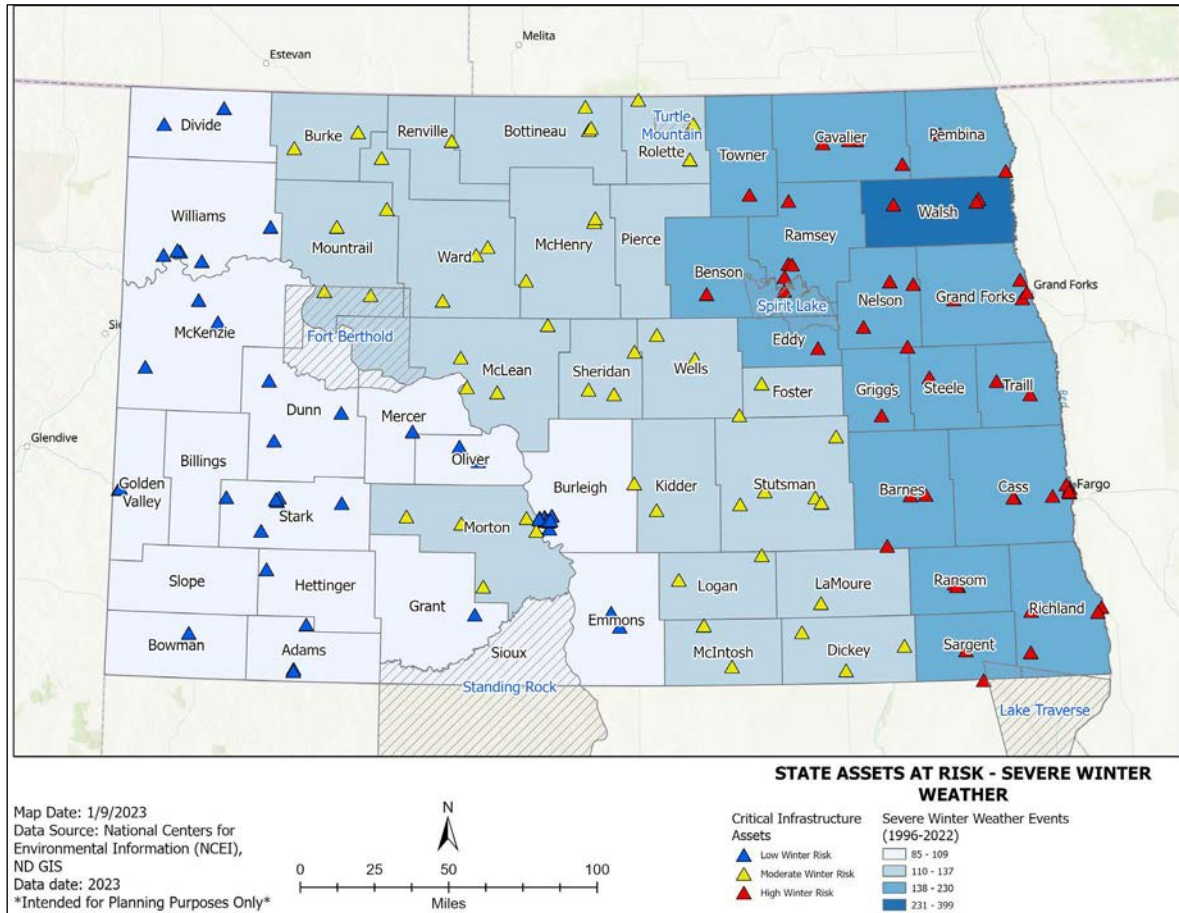 Melita
Estevan
Divide
Burke
Renville
Bottineau
Turtle
Mountain
Rolette
Towner
Cavalier
Pembina
Williams
Mountrail
Ward
McHenry
Pierce
Benson
Ramsey
Walsh
Nelson
Grand Forks
Grand Forks
Spirit Lake
McKenzie
Fort Berthold
McLean
Sheridan
Wells
Eddy
Foster
Griggs
Steele
Traill
Glendive
Dunn
Mercer
Oliver
Golden
Valley
Billings
Stark
Morton
Burleigh
Kidder
Stutsman
Barnes
Cass
Fargo
Slope
Hettinger
Grant
Emmons
Logan
LaMoure
Ransom
Richland
Bowman
Adams
Sioux
McIntosh
Dickey
Sargent
Standing Rock
Lake Traverse
STATE ASSETS AT RISK - SEVERE WINTER
WEATHER
Map Date: 1/9/2023
Data Source: National Centers for
Environmental Information (NCEI),
ND GIS
Data date: 2023
*Intended for Planning Purposes Only*
N
0 25 50 100
Miles
Critical Infrastructure
Assets
Low Winter Risk
Moderate Winter Risk
High Winter Risk
Severe Winter Weather Events
(1996-2022)
85 - 109
110 - 137
138 - 230
231 - 399